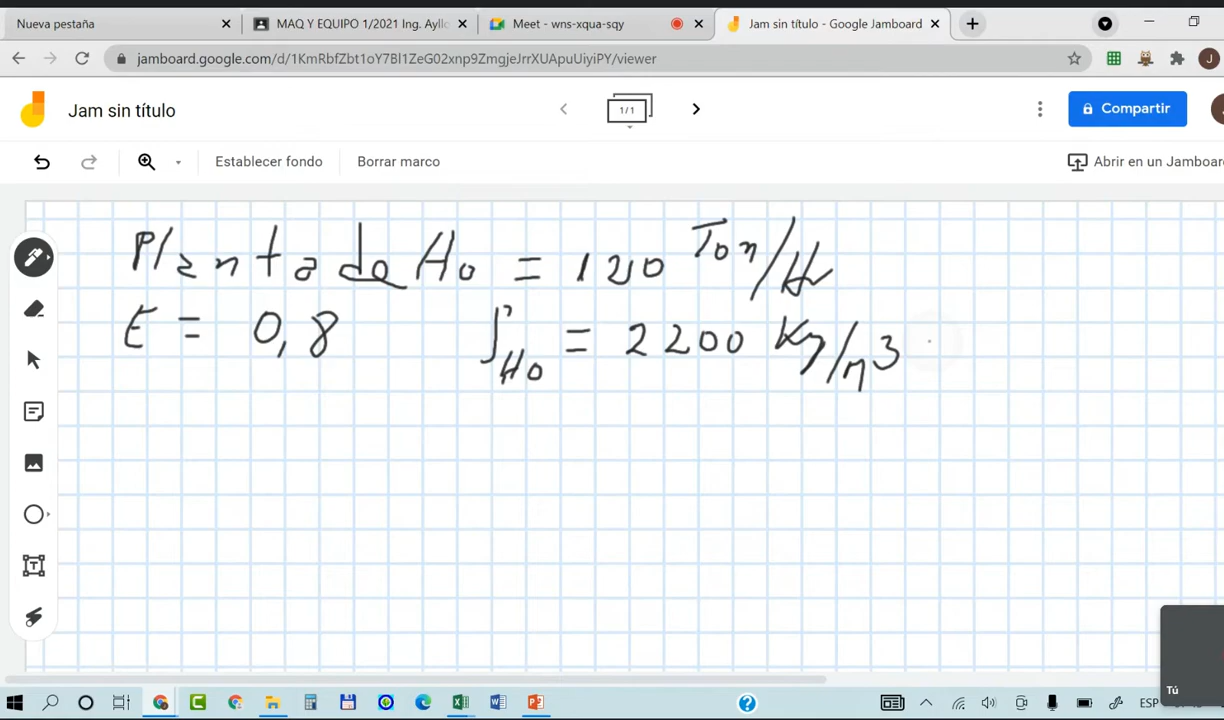 Nueva pestaña
MAQ Y EQUIPO 1/2021 Ing. Ayllo
Meet - wns-xqua-sqy
Jam sin título - Google Jamboard
jamboard.google.com/d/1KmRbfZbt1oY7Bl1ZeG02xnp9ZmgjeJrrXUApuUiyiPY/viewer
J
Jam sin título
1/1
Compartir
Establecer fondo
Borrar marco
Abrir en un Jamboar
Planta de Ho = 120 Ton/Hr
E = 0,8 ρHo = 2200 Kg/m3
Tú
ESP